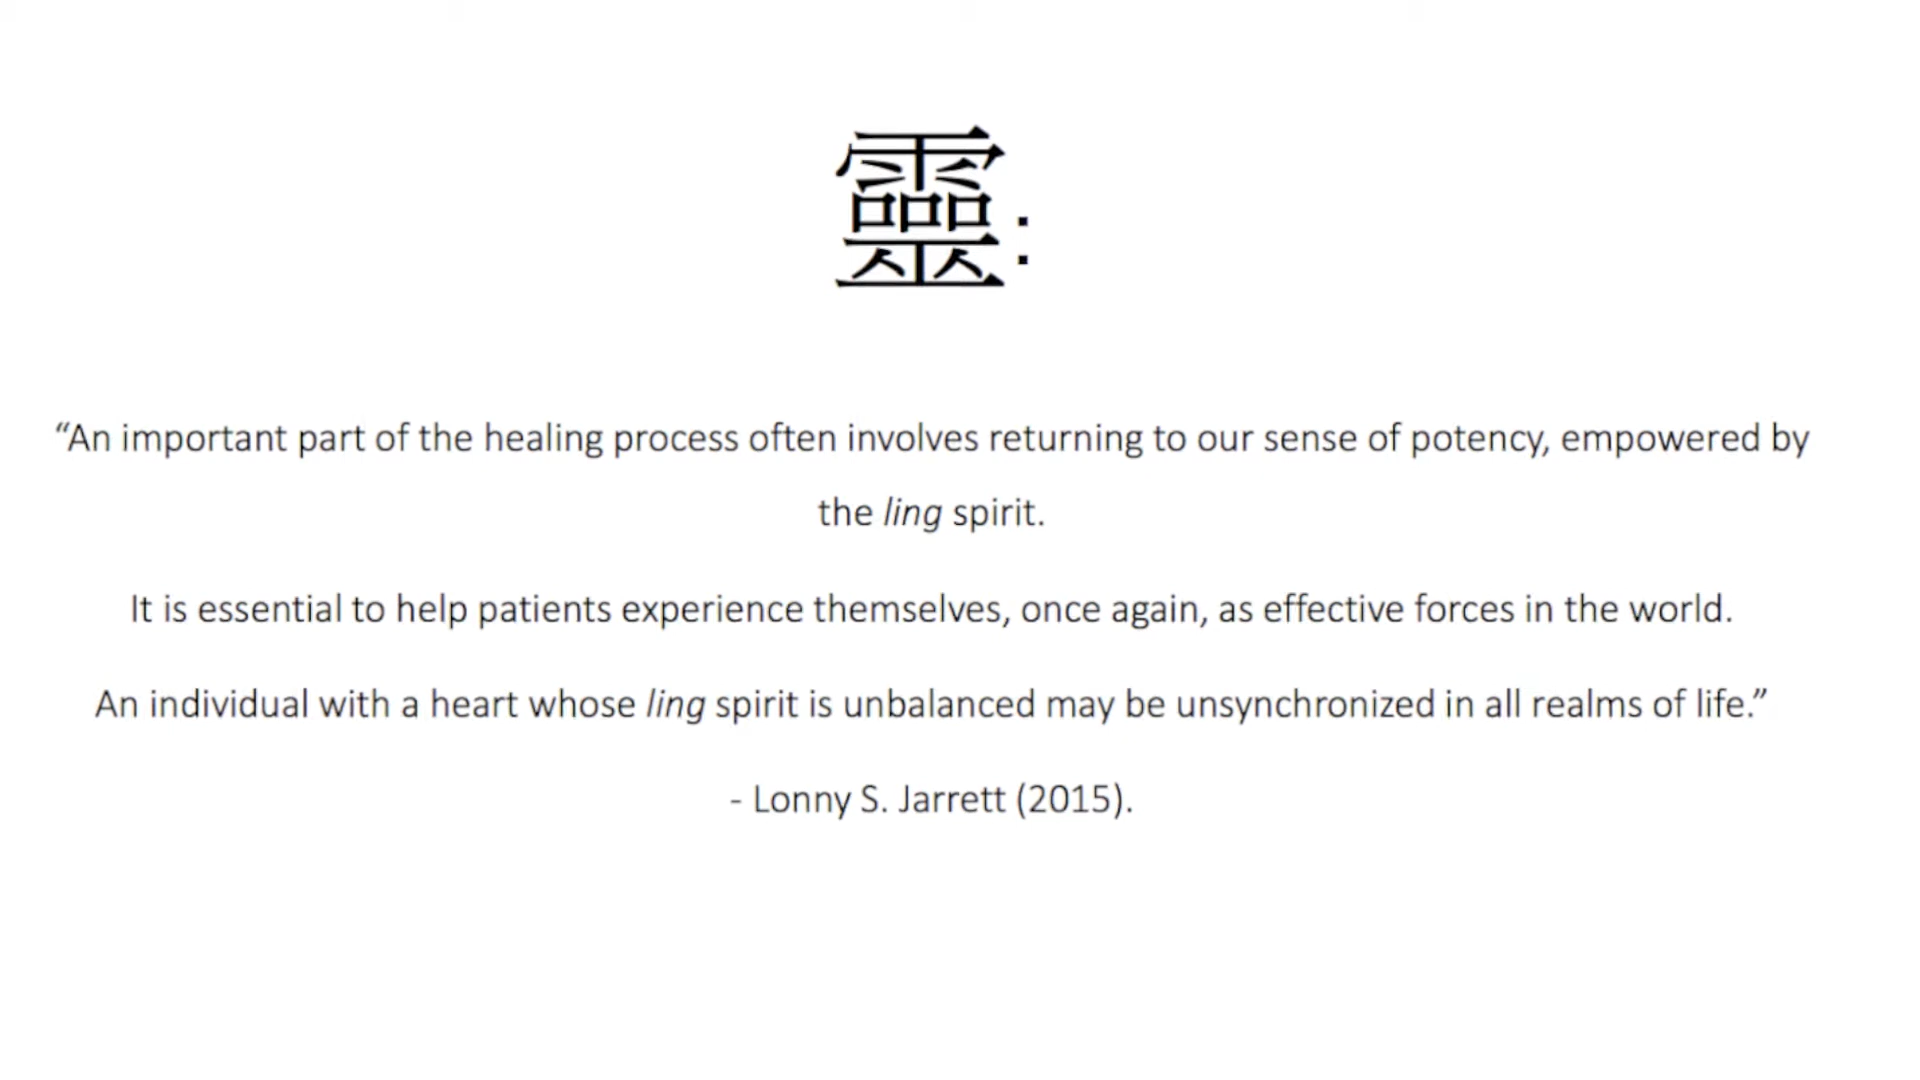 靈:
“An important part of the healing process often involves returning to our sense of potency, empowered by
the ling spirit.
It is essential to help patients experience themselves, once again, as effective forces in the world.
An individual with a heart whose ling spirit is unbalanced may be unsynchronized in all realms of life.”
- Lonny S. Jarrett (2015).